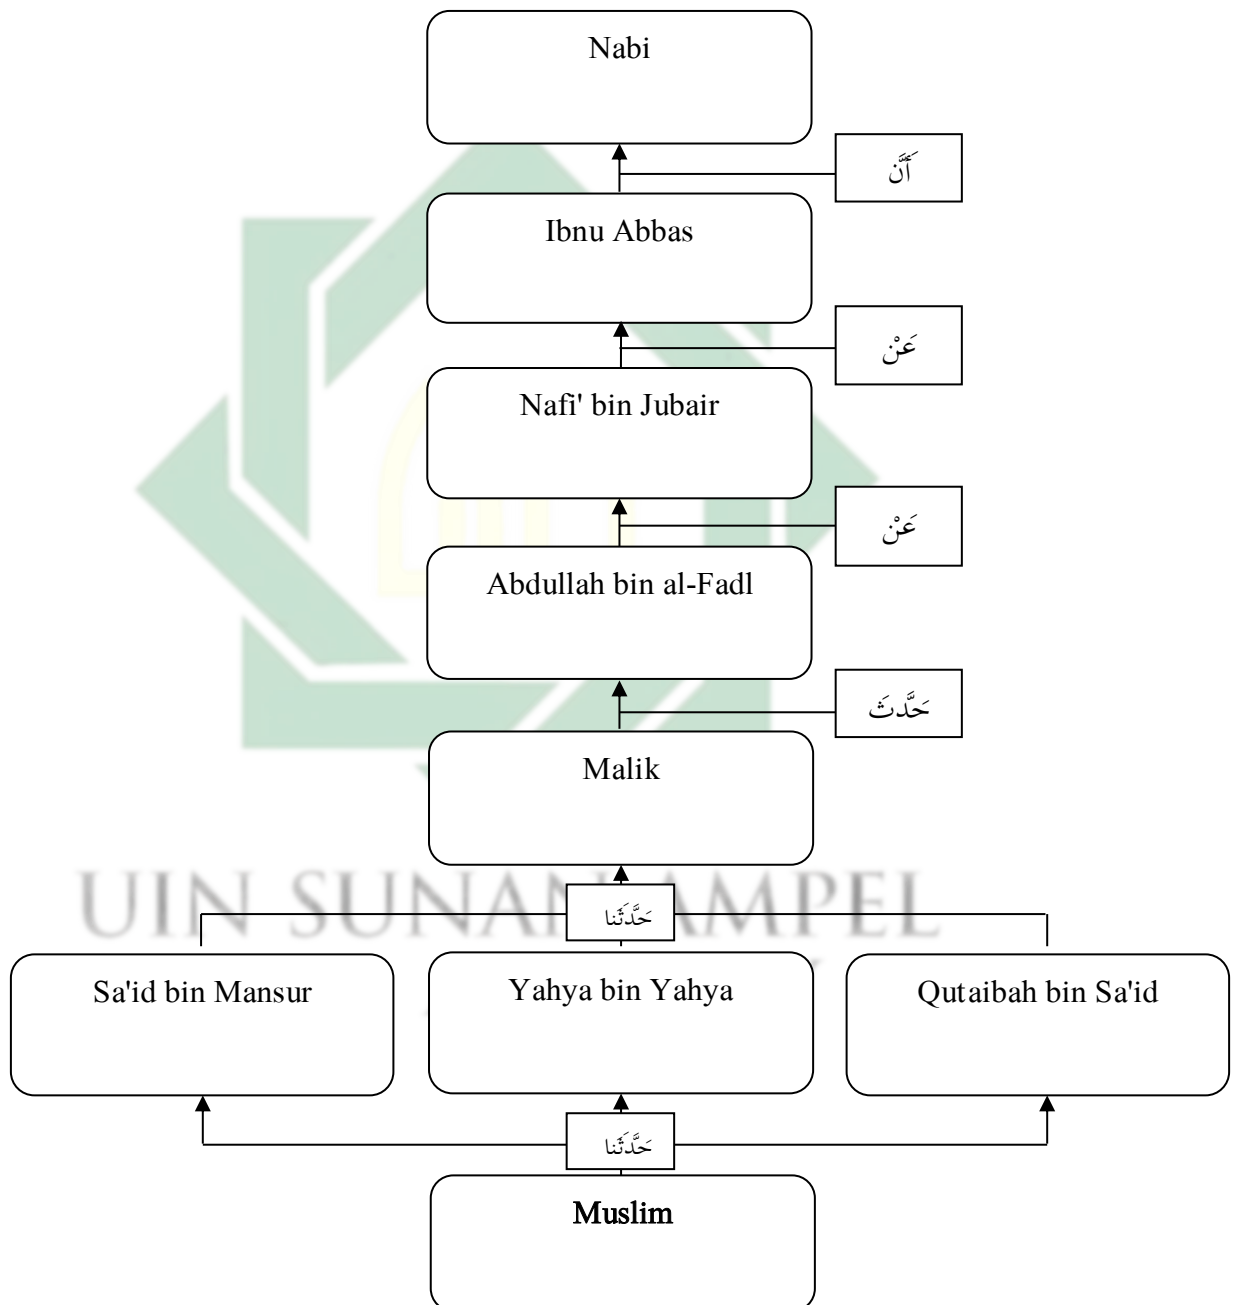 Nabi
أَنَّ
Ibnu Abbas
عَنْ
Nafi' bin Jubair
عَنْ
Abdullah bin al-Fadl
حَدَّثَ
Malik
UIN SUNAN AMPEL
حَدَّثَنا
Sa'id bin Mansur
Yahya bin Yahya
Qutaibah bin Sa'id
حَدَّثَنا
Muslim